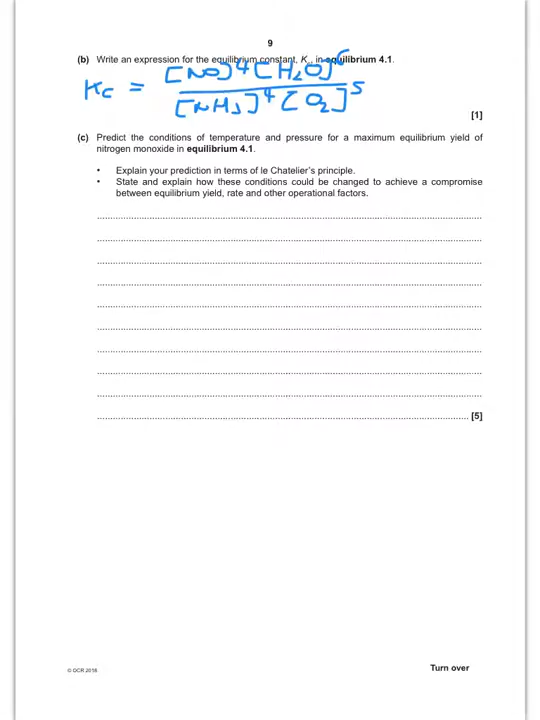 9
(b) Write an expression for the equilibrium constant, Kc, in equilibrium 4.1.
Kc = [NO]⁴ [H₂O]⁶
[NH₃]⁴ [O₂]⁵
[1]
(c) Predict the conditions of temperature and pressure for a maximum equilibrium yield of
nitrogen monoxide in equilibrium 4.1.
• Explain your prediction in terms of le Chatelier's principle.
• State and explain how these conditions could be changed to achieve a compromise
between equilibrium yield, rate and other operational factors.
[5]
© OCR 2018
Turn over